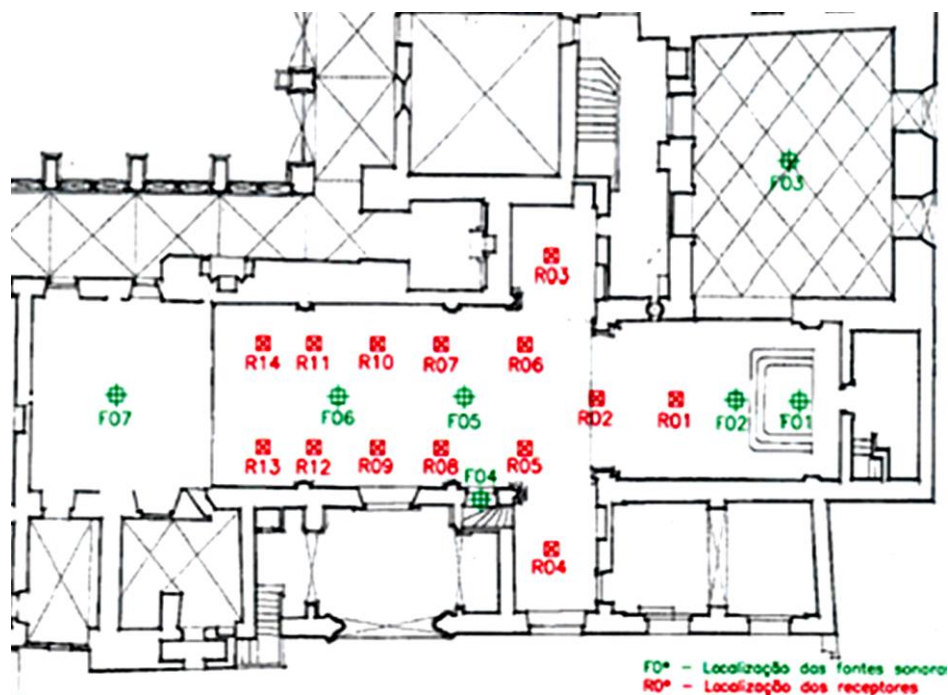 F03
R03
R14 R11 R10 R07 R06
F07 F06 F05 R02 R01 F02 F01
R13 R12 R09 R08 R05
F04
R04
F0* - Localização das fontes sonoras
R0* - Localização dos receptores